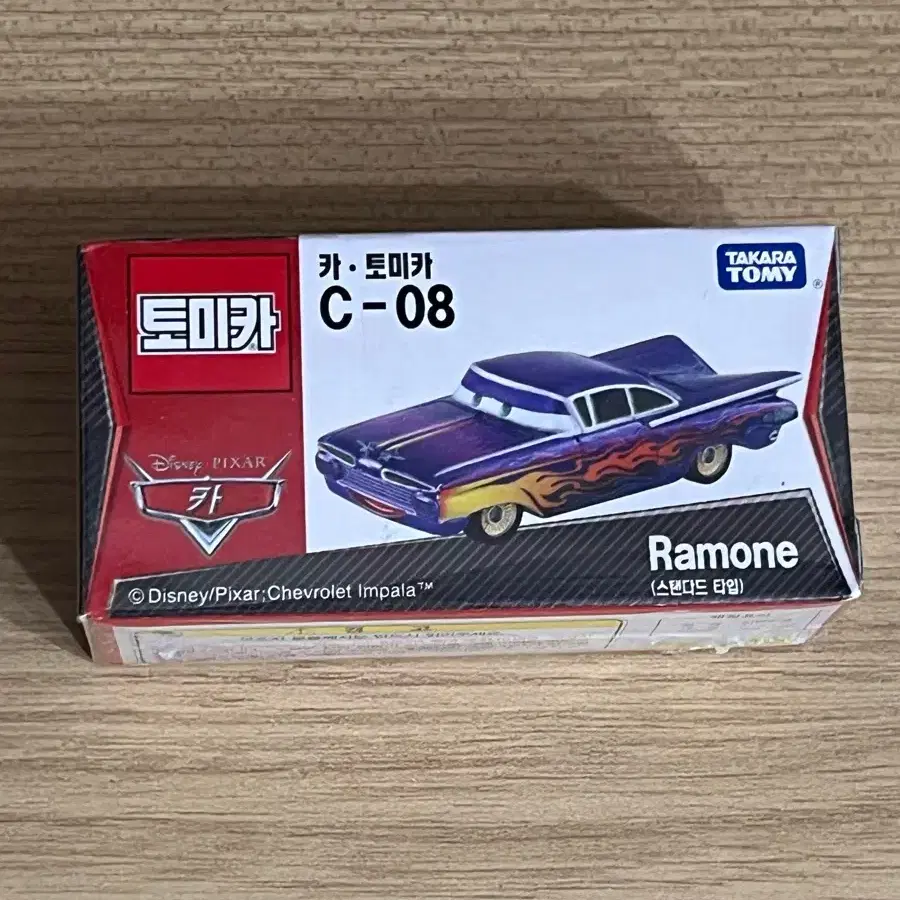 토미카
Disney · PIXAR
카
카 · 토미카
C-08
TAKARA
TOMY
®
Ramone
(스탠다드 타입)
©Disney/Pixar;Chevrolet Impala™